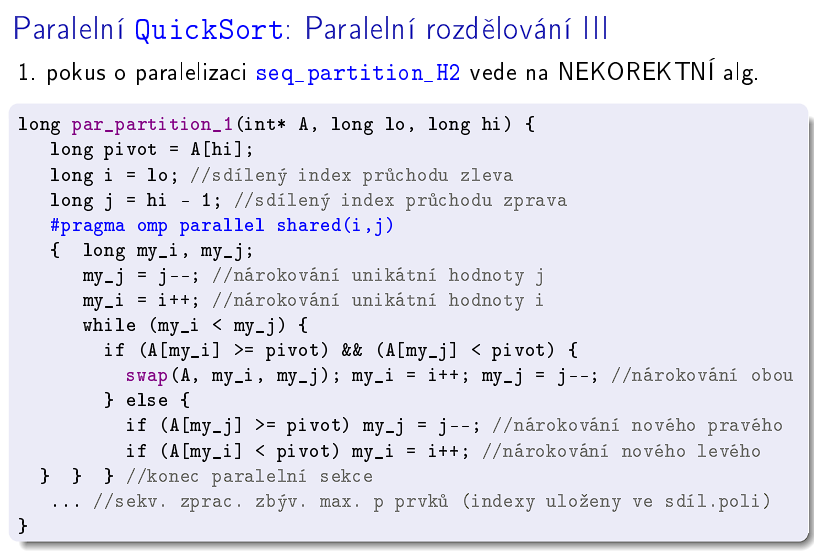 Paralelní QuickSort: Paralelní rozdělování III
1. pokus o paralelizaci seq_partition_H2 vede na NEKOREKTNÍ alg.
long par_partition_1(int* A, long lo, long hi) {
long pivot = A[hi];
long i = lo; //sdílený index průchodu zleva
long j = hi - 1; //sdílený index průchodu zprava
#pragma omp parallel shared(i,j)
{ long my_i, my_j;
my_j = j--; //nárokování unikátní hodnoty j
my_i = i++; //nárokování unikátní hodnoty i
while (my_i < my_j) {
if (A[my_i] >= pivot) && (A[my_j] < pivot) {
swap(A, my_i, my_j); my_i = i++; my_j = j--; //nárokování obou
} else {
if (A[my_j] >= pivot) my_j = j--; //nárokování nového pravého
if (A[my_i] < pivot) my_i = i++; //nárokování nového levého
} } } //konec paralelní sekce
... //sekv. zprac. zbýv. max. p prvků (indexy uloženy ve sdíl.poli)
}